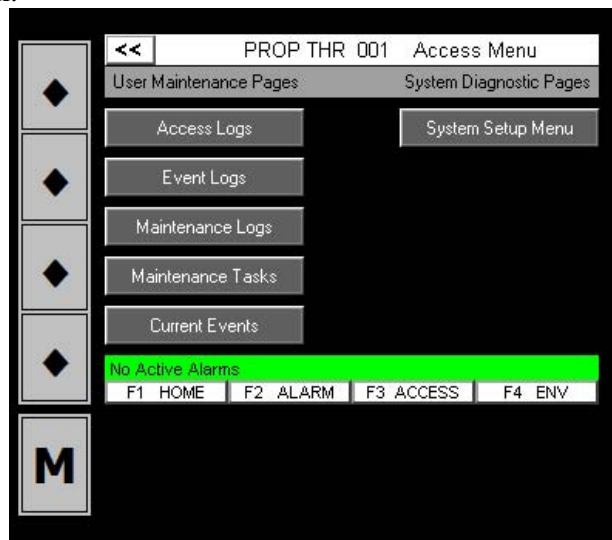 << PROP THR 001 Access Menu
User Maintenance Pages System Diagnostic Pages
Access Logs System Setup Menu
Event Logs
Maintenance Logs
Maintenance Tasks
Current Events
No Active Alarms
F1 HOME F2 ALARM F3 ACCESS F4 ENV
M